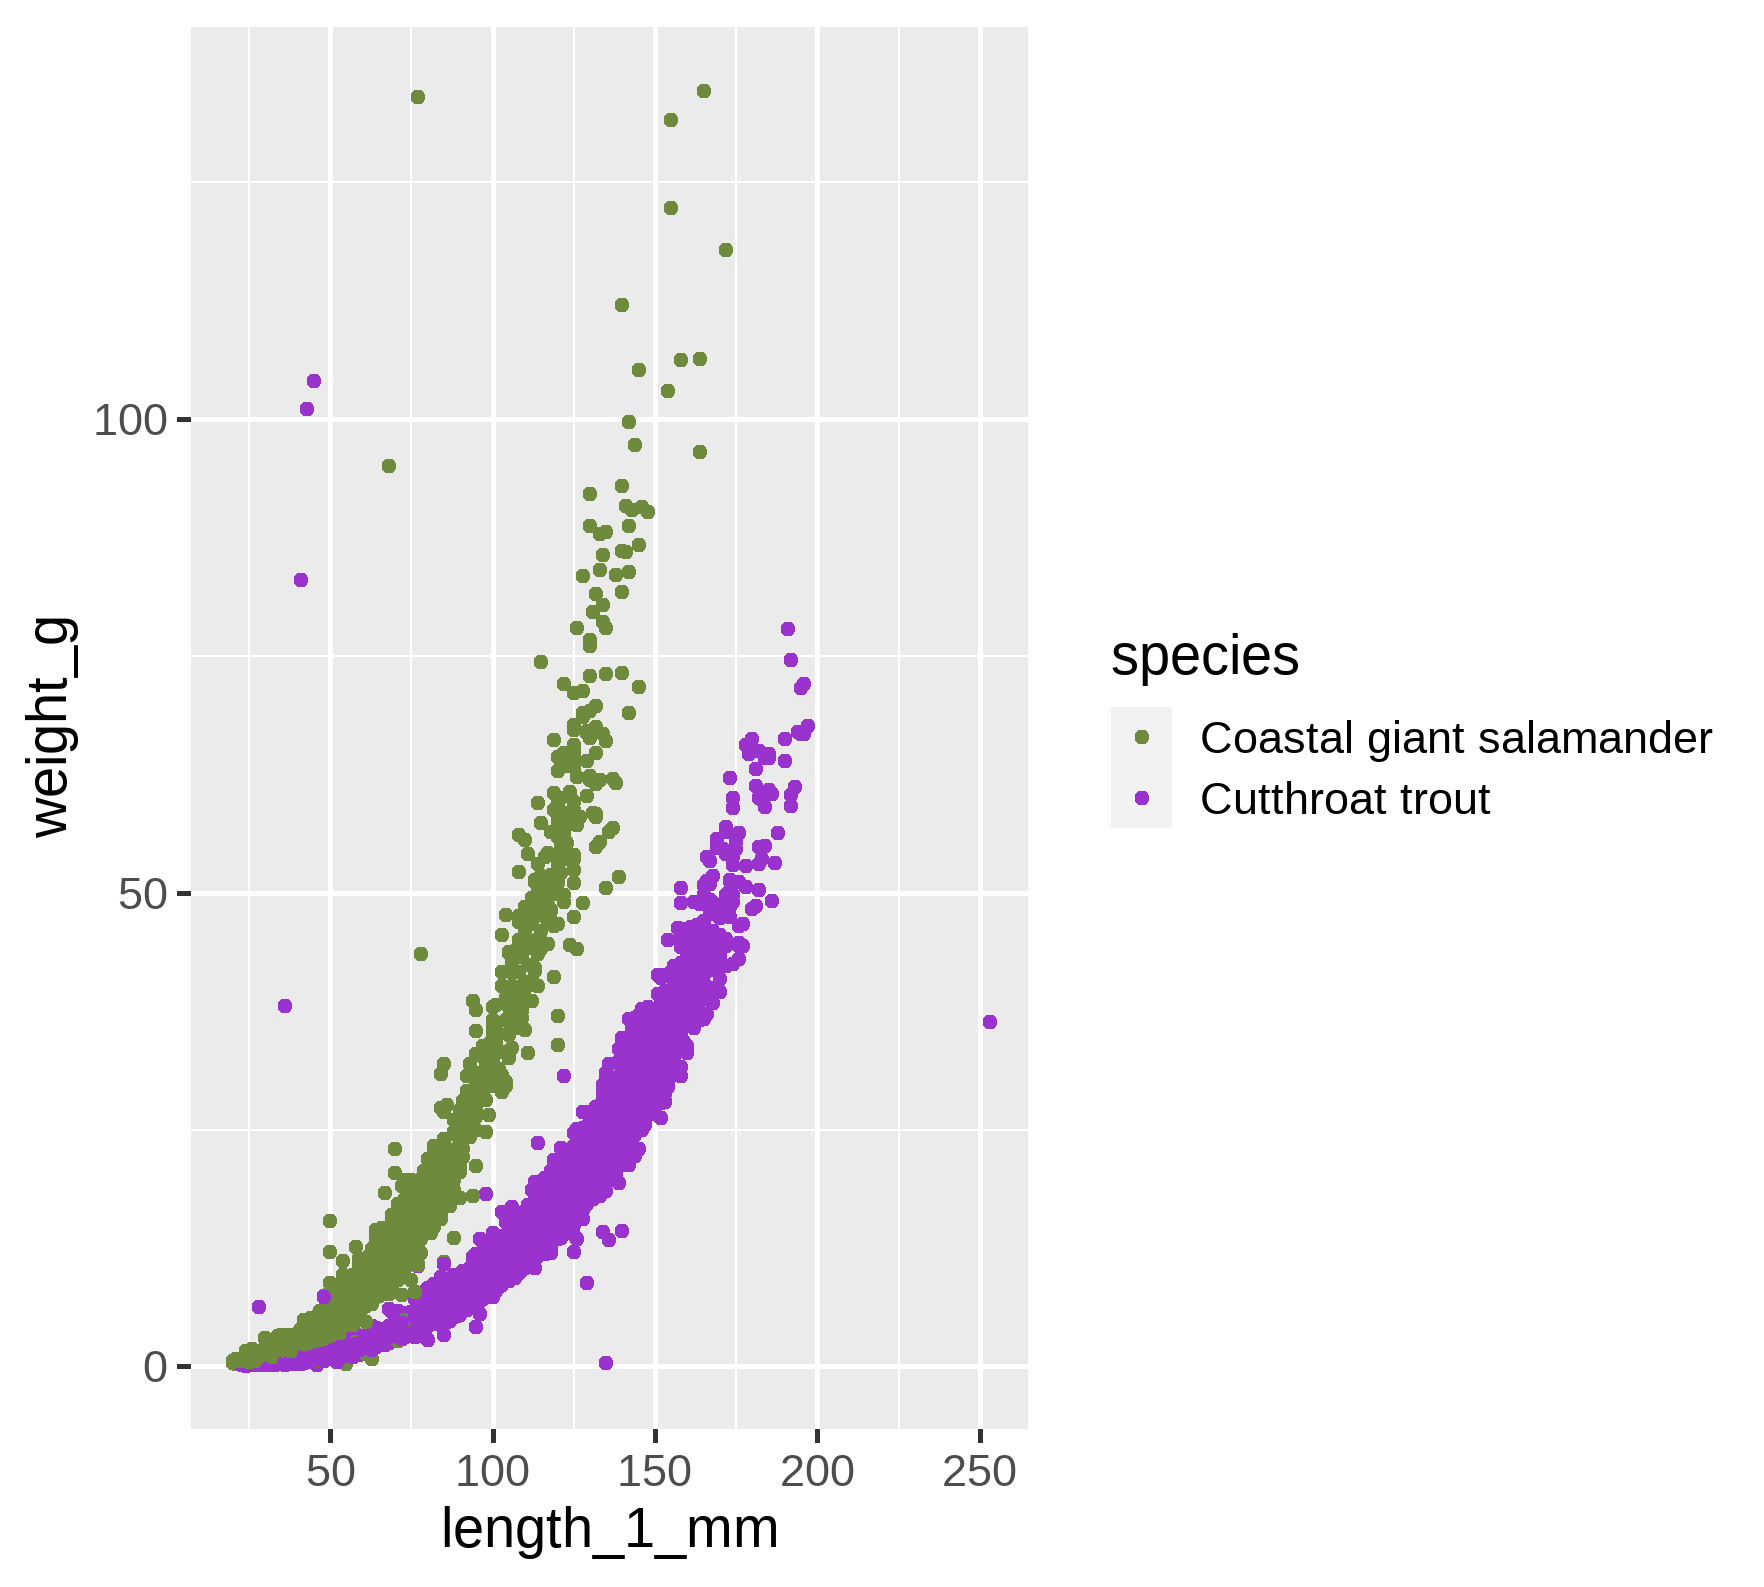 weight_g
100
50
0
50 100 150 200 250
length_1_mm
species
Coastal giant salamander
Cutthroat trout